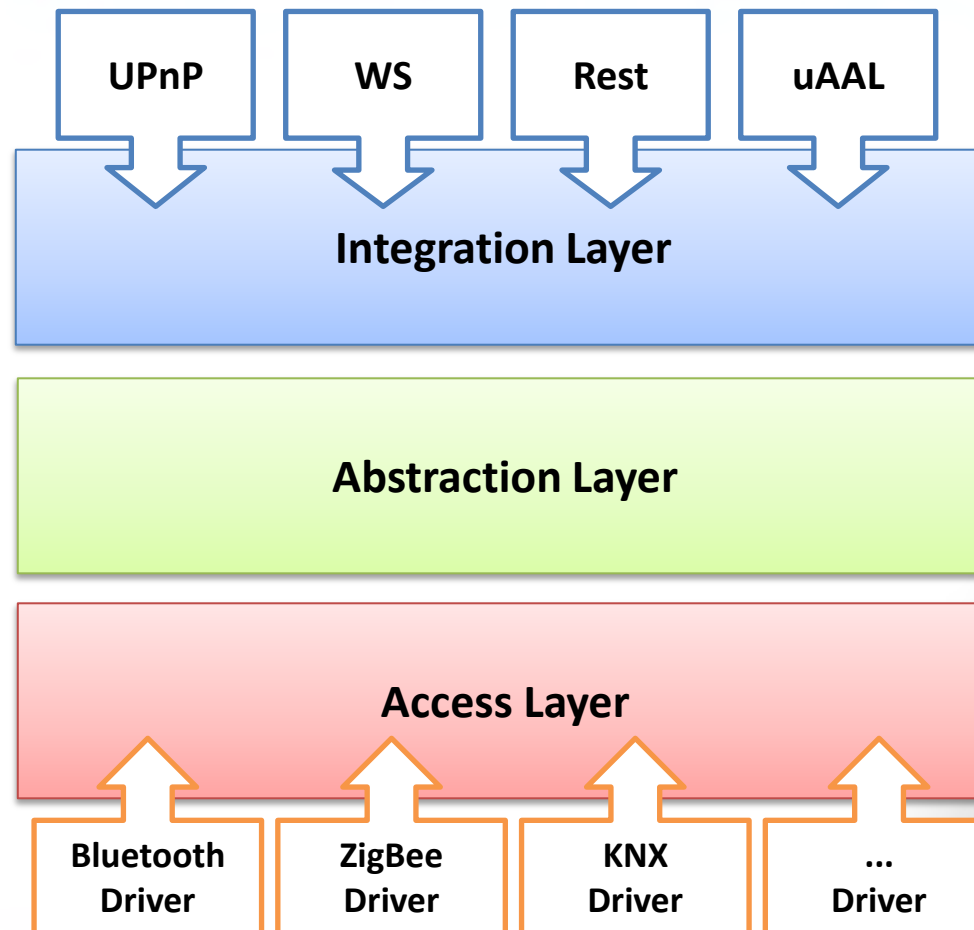 UPnP
WS
Rest
uAAL
Integration Layer
Abstraction Layer
Access Layer
Bluetooth
Driver
ZigBee
Driver
KNX
Driver
...
Driver